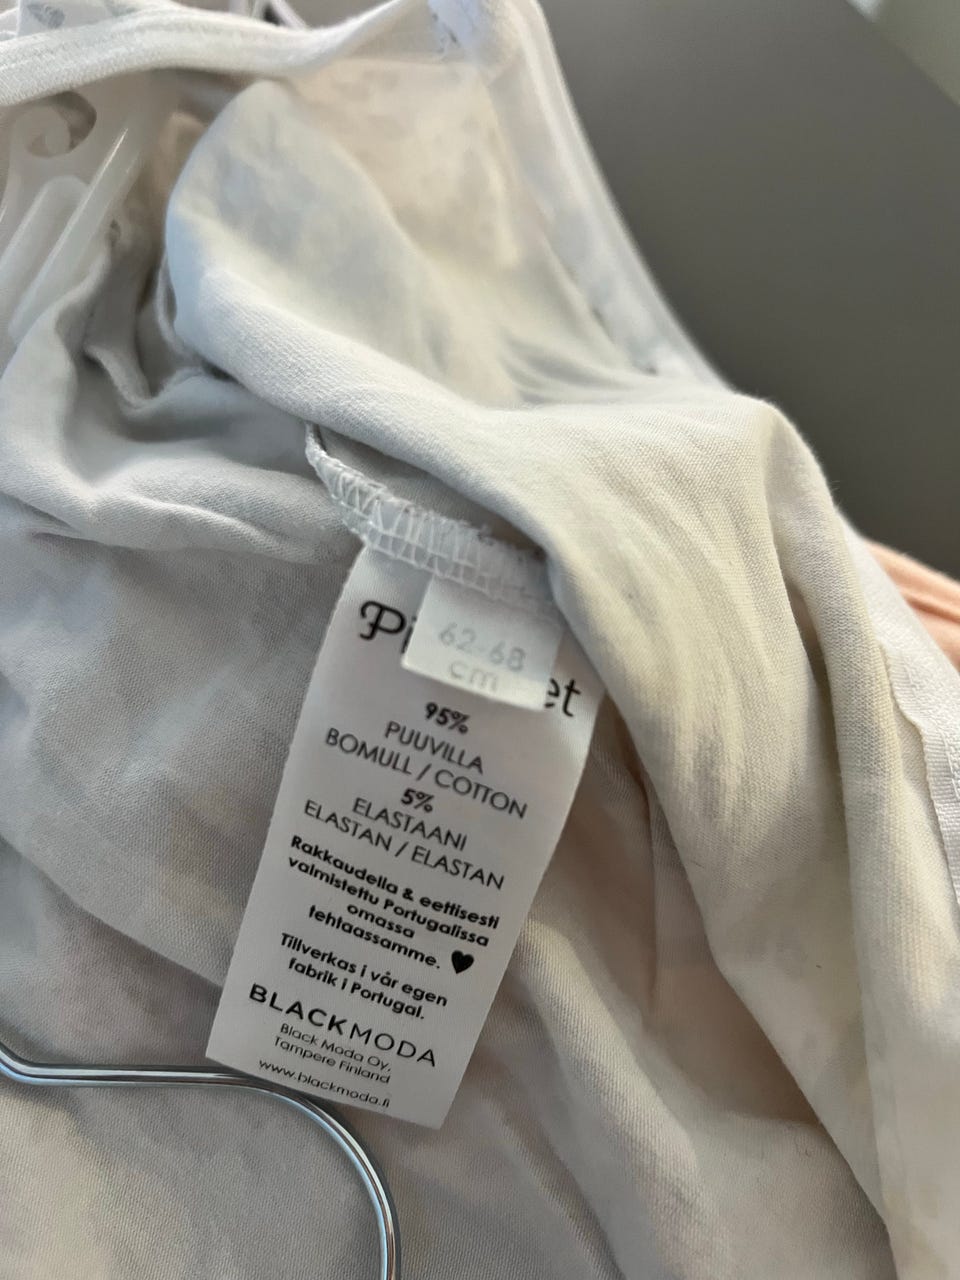 62-68
cm
95%
PUUVILLA
BOMULL / COTTON
5%
ELASTAANI
ELASTAN / ELASTAN
Rakkaudella & eettisesti
valmistettu Portugalissa
omassa
tehtaassamme. ♥
Tillverkas i vår egen
fabrik i Portugal.
BLACKMODA
Black Moda Oy,
Tampere Finland
www.blackmoda.fi